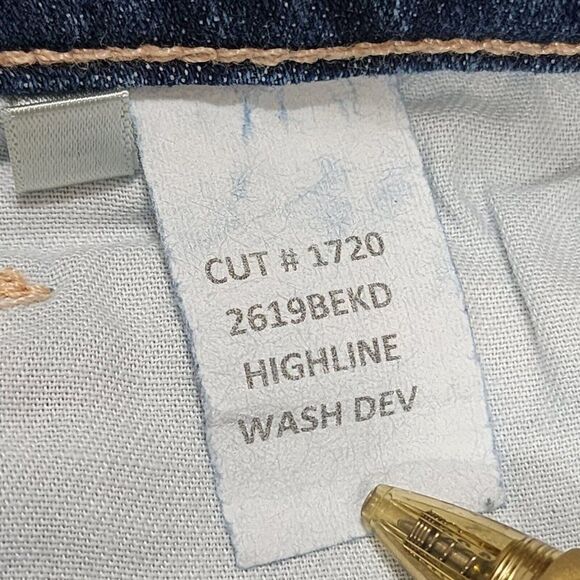 CUT # 1720
2619BEKD
HIGHLINE
WASH DEV